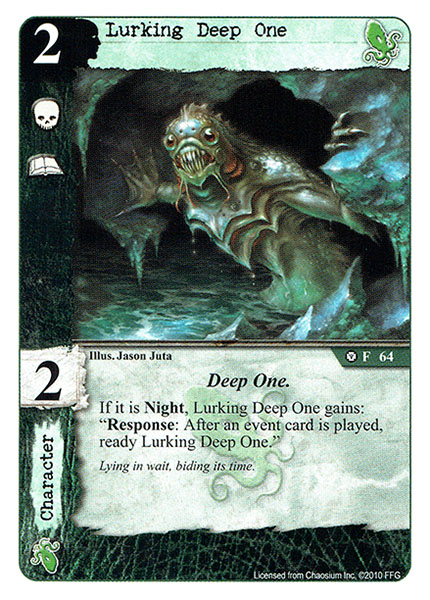 2
Lurking Deep One
Illus. Jason Juta
F 64
2
Deep One.
If it is Night, Lurking Deep One gains:
“Response: After an event card is played,
ready Lurking Deep One.”
Lying in wait, biding its time.
Character
Licensed from Chaosium Inc. ©2010 FFG